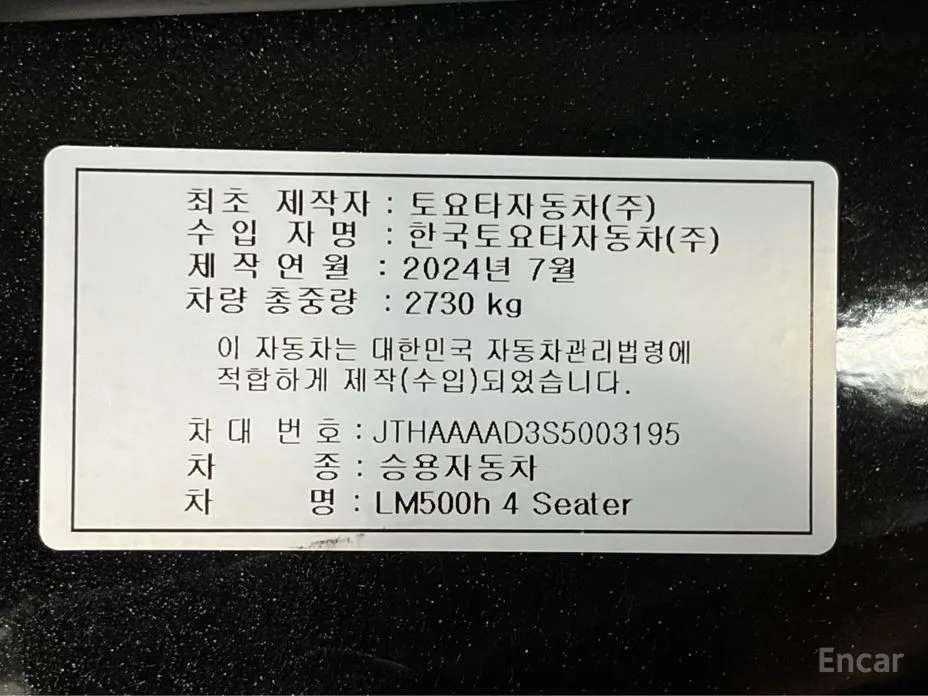 최초 제작자 : 토요타자동차(주)
수 입 자 명 : 한국토요타자동차(주)
제 작 연 월 : 2024년 7월
차량 총중량 : 2730 kg
이 자동차는 대한민국 자동차관리법령에
적합하게 제작(수입)되었습니다.
차 대 번 호 : JTHAAAAD3S5003195
차 종 : 승용자동차
차 명 : LM500h 4 Seater
Encar